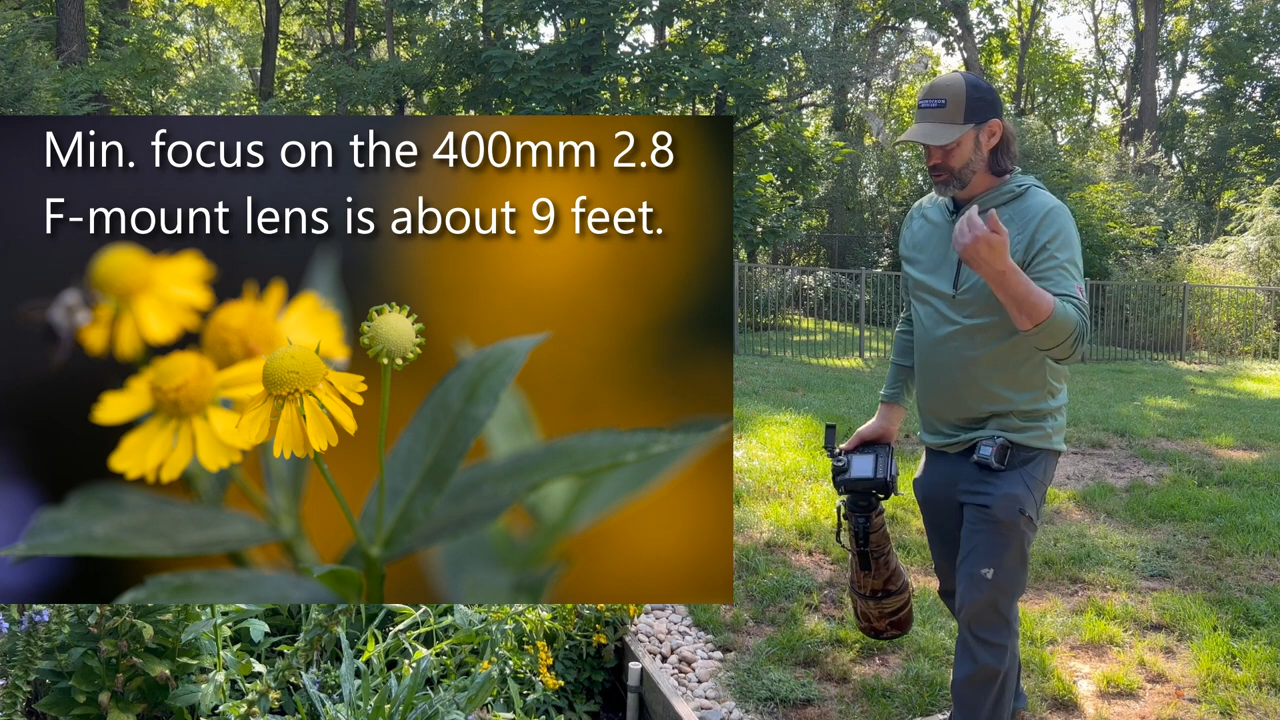 Min. focus on the 400mm 2.8
F-mount lens is about 9 feet.